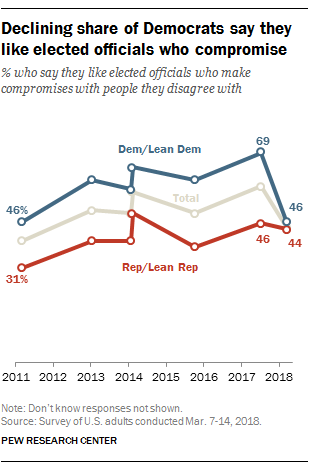 Declining share of Democrats say they
like elected officials who compromise
% who say they like elected officials who make
compromises with people they disagree with
69
Dem/Lean Dem
46%
Total
46
46
44
Rep/Lean Rep
31%
2011 2012 2013 2014 2015 2016 2017 2018
Note: Don't know responses not shown.
Source: Survey of U.S. adults conducted Mar. 7-14, 2018.
PEW RESEARCH CENTER